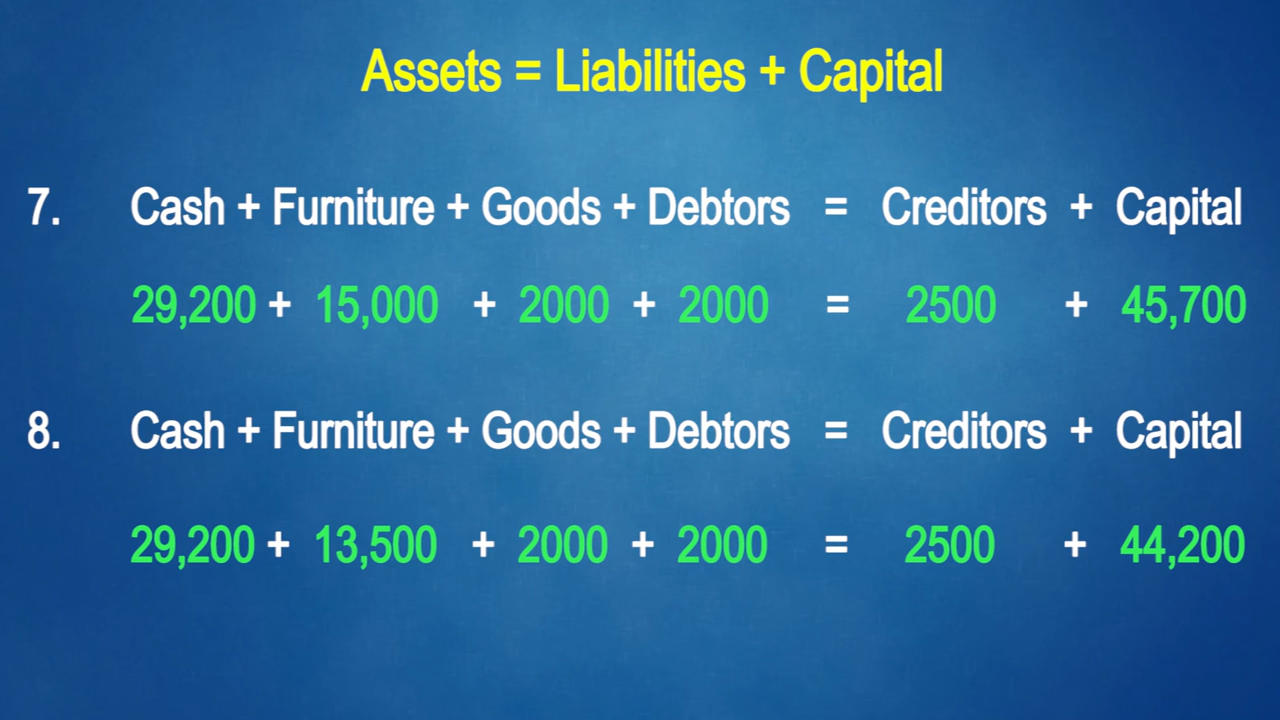 Assets = Liabilities + Capital
7. Cash + Furniture + Goods + Debtors = Creditors + Capital
29,200 + 15,000 + 2000 + 2000 = 2500 + 45,700
8. Cash + Furniture + Goods + Debtors = Creditors + Capital
29,200 + 13,500 + 2000 + 2000 = 2500 + 44,200